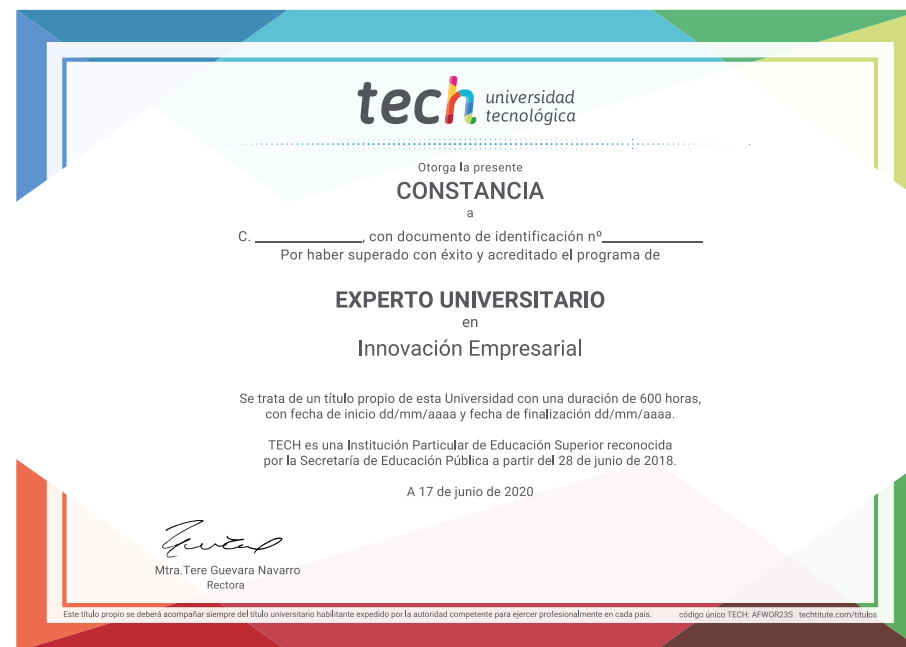 tech universidad
tecnológica
Otorga la presente
CONSTANCIA
a
C. ____________, con documento de identificación nº____________
Por haber superado con éxito y acreditado el programa de
EXPERTO UNIVERSITARIO
en
Innovación Empresarial
Se trata de un título propio de esta Universidad con una duración de 600 horas,
con fecha de inicio dd/mm/aaaa y fecha de finalización dd/mm/aaaa.
TECH es una Institución Particular de Educación Superior reconocida
por la Secretaría de Educación Pública a partir del 28 de junio de 2018.
A 17 de junio de 2020
Mtra.Tere Guevara Navarro
Rectora
Este título propio se deberá acompañar siempre del título universitario habilitante expedido por la autoridad competente para ejercer profesionalmente en cada país. código único TECH: AFWOR23S techtitute.com/titulos